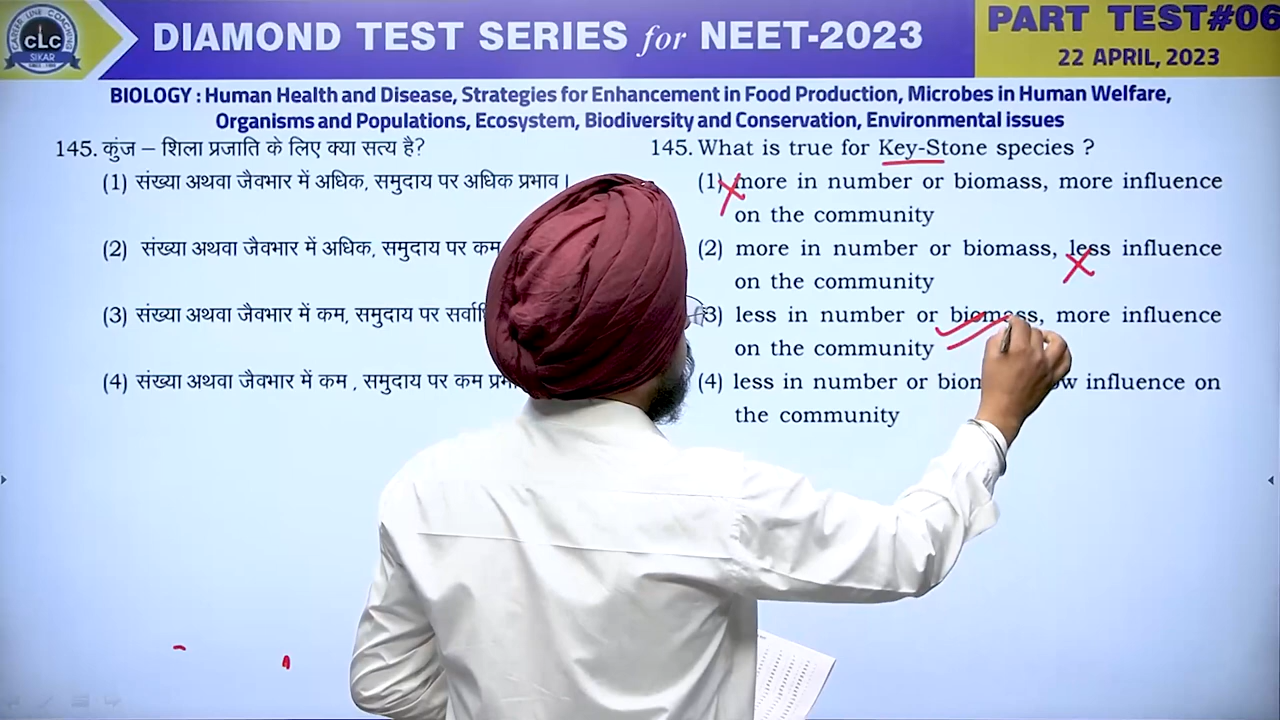 CAREER LINE COACHING
CLC
SIKAR
DIAMOND TEST SERIES for NEET-2023
PART TEST#06
22 APRIL, 2023
BIOLOGY : Human Health and Disease, Strategies for Enhancement in Food Production, Microbes in Human Welfare,
Organisms and Populations, Ecosystem, Biodiversity and Conservation, Environmental issues
145. कुंज – शिला प्रजाति के लिए क्या सत्य है?
(1) संख्या अथवा जैवभार में अधिक, समुदाय पर अधिक प्रभाव।
(2) संख्या अथवा जैवभार में अधिक, समुदाय पर कम
(3) संख्या अथवा जैवभार में कम, समुदाय पर
(4) संख्या अथवा जैवभार में कम , समुदाय पर कम
145. What is true for Key-Stone species ?
(1) more in number or biomass, more influence
on the community
(2) more in number or biomass, less influence
on the community
(3) less in number or biomass, more influence
on the community
(4) less in number or influence on
the community